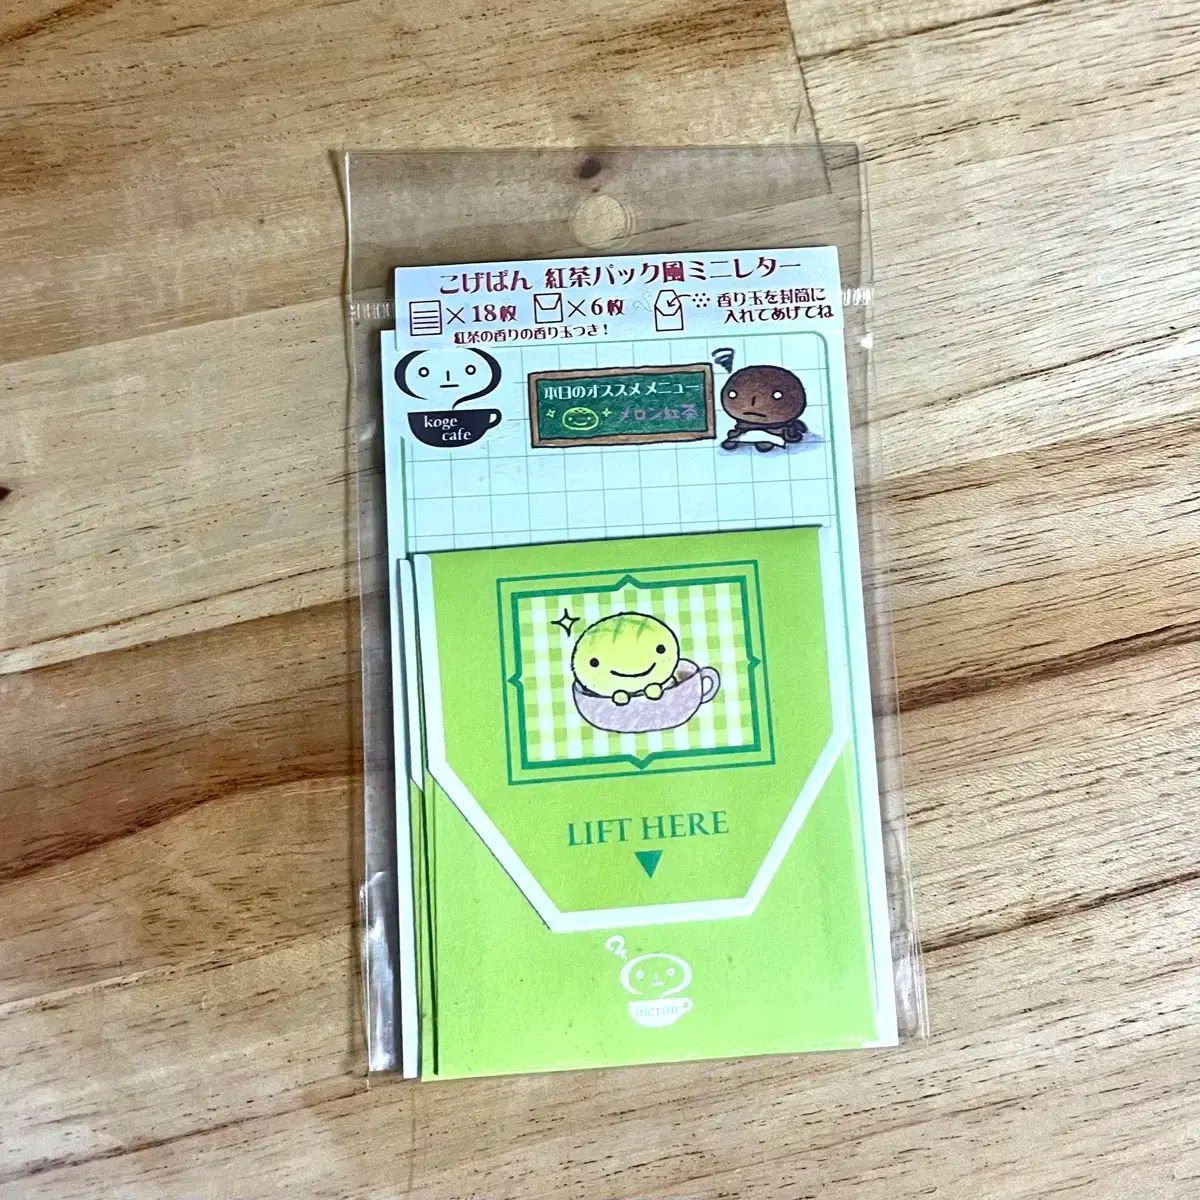 こげぱん 紅茶パック風ミニレター
×18枚 ×6枚 香り玉を封筒に
入れてあげてね
紅茶の香りの香り玉つき!
koge
cafe
本日のオススメメニュー
メロン紅茶
LIFT HERE
meron